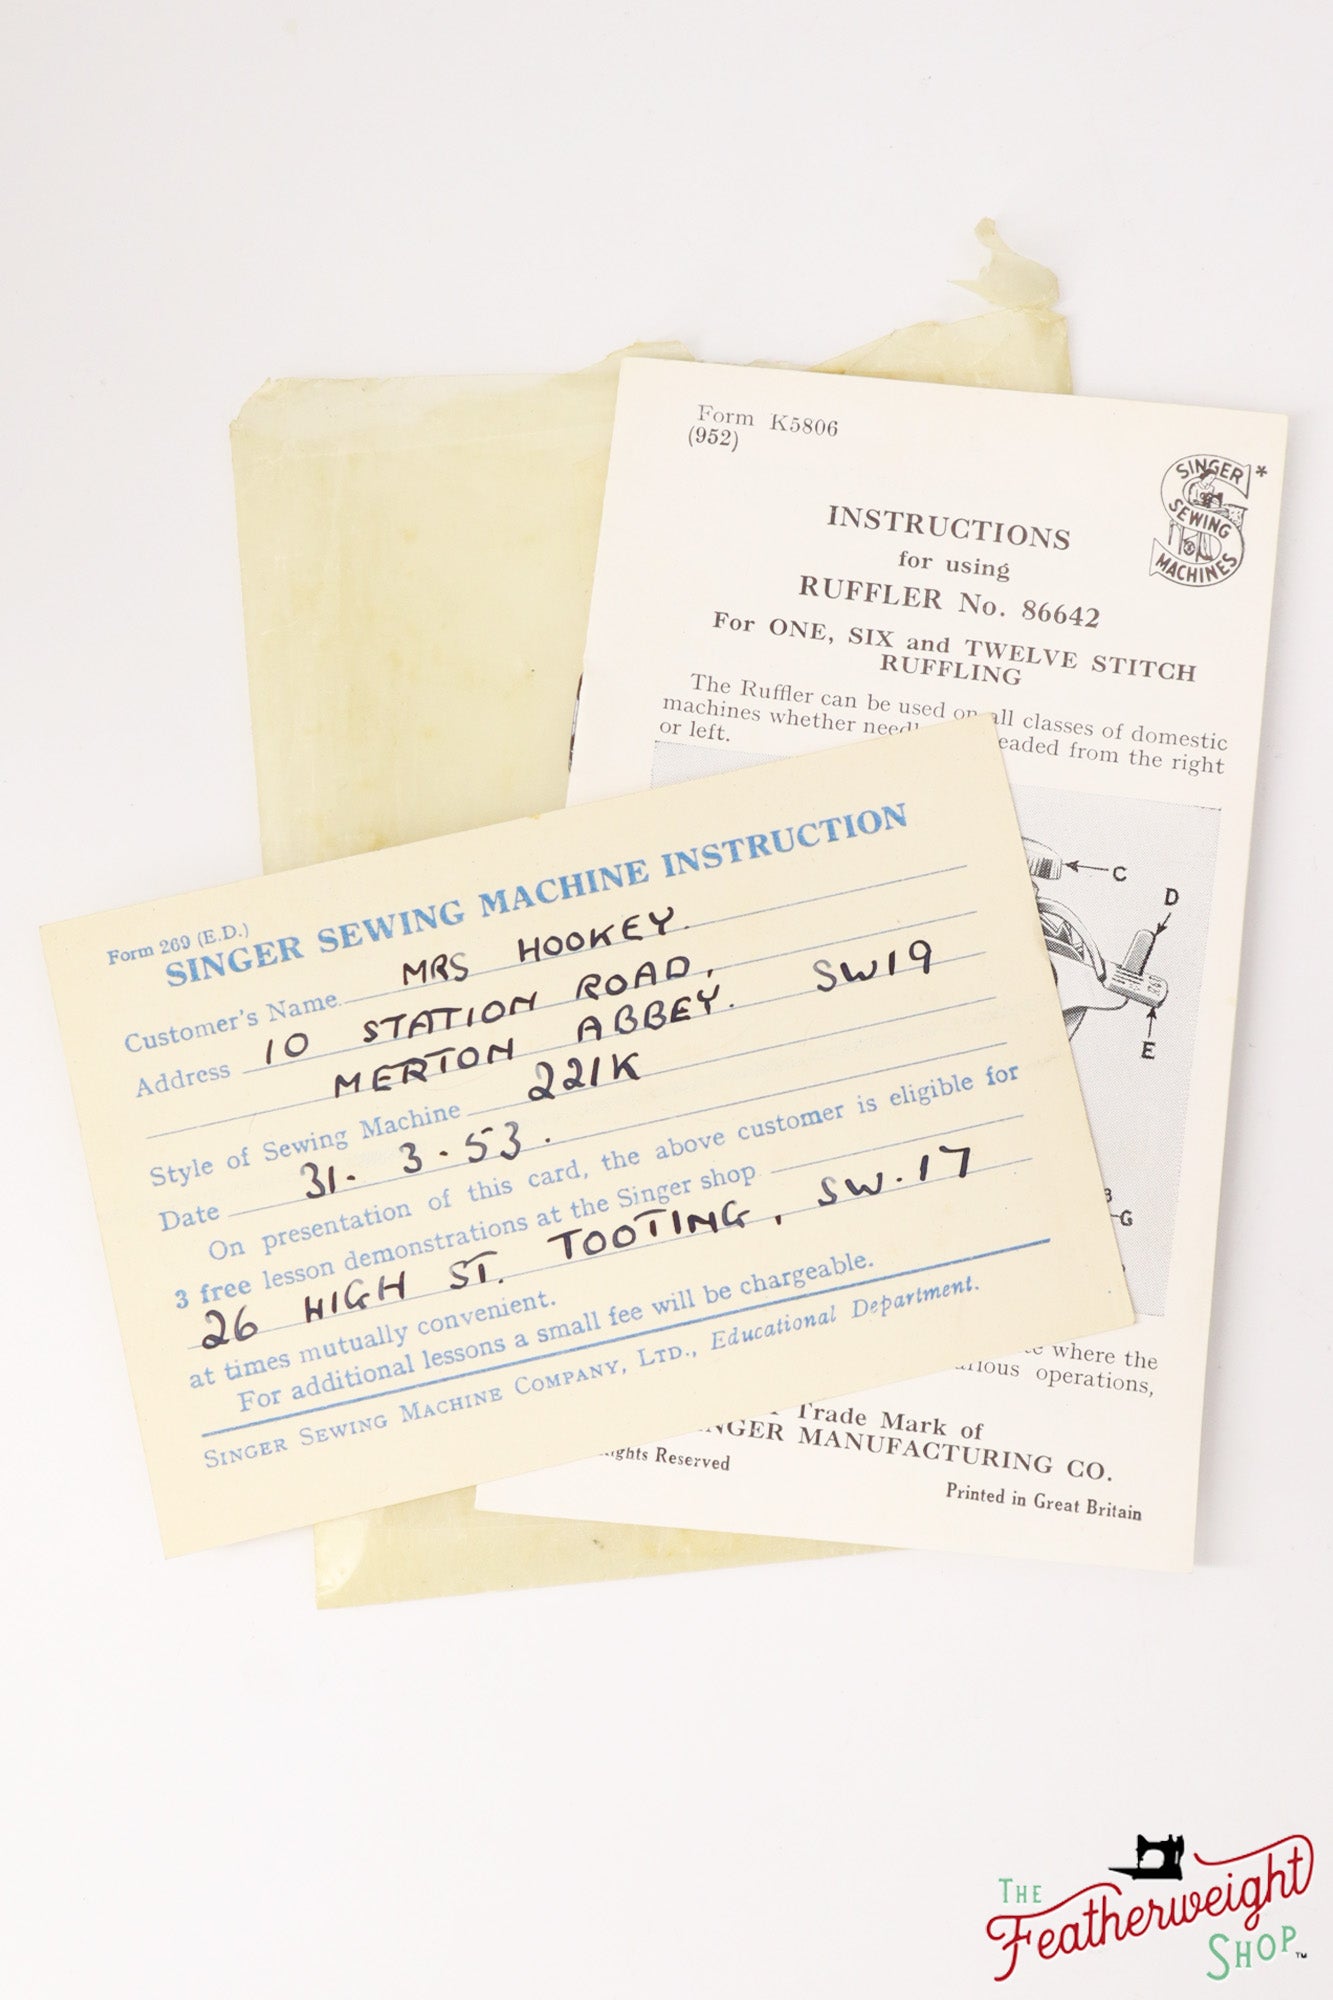 Form K5806
(952)
SINGER *
SEWING
MACHINES
INSTRUCTIONS
for using
RUFFLER No. 86642
For ONE, SIX and TWELVE STITCH
RUFFLING
The Ruffler can be used on all classes of domestic
machines whether eaded from the right
or left.
C
D
E
G
where the
operations,
Trade Mark of
NGER MANUFACTURING CO.
ights Reserved
Printed in Great Britain
Form 269 (E.D.)
SINGER SEWING MACHINE INSTRUCTION
Customer's Name MRS HOOKEY.
Address 10 STATION ROAD,
MERTON ABBEY. SW19
Style of Sewing Machine 221K
Date 31. 3. 53.
On presentation of this card, the above customer is eligible for
3 free lesson demonstrations at the Singer shop
26 HIGH ST. TOOTING, SW.17
at times mutually convenient.
For additional lessons a small fee will be chargeable.
SINGER SEWING MACHINE COMPANY, LTD., Educational Department.
THE
Featherweight
SHOP™